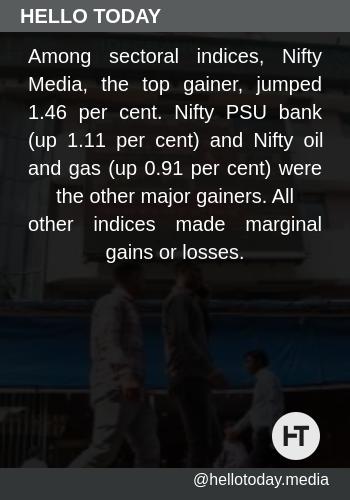 HELLO TODAY
Among sectoral indices, Nifty
Media, the top gainer, jumped
1.46 per cent. Nifty PSU bank
(up 1.11 per cent) and Nifty oil
and gas (up 0.91 per cent) were
the other major gainers. All
other indices made marginal
gains or losses.
HT
@hellotoday.media